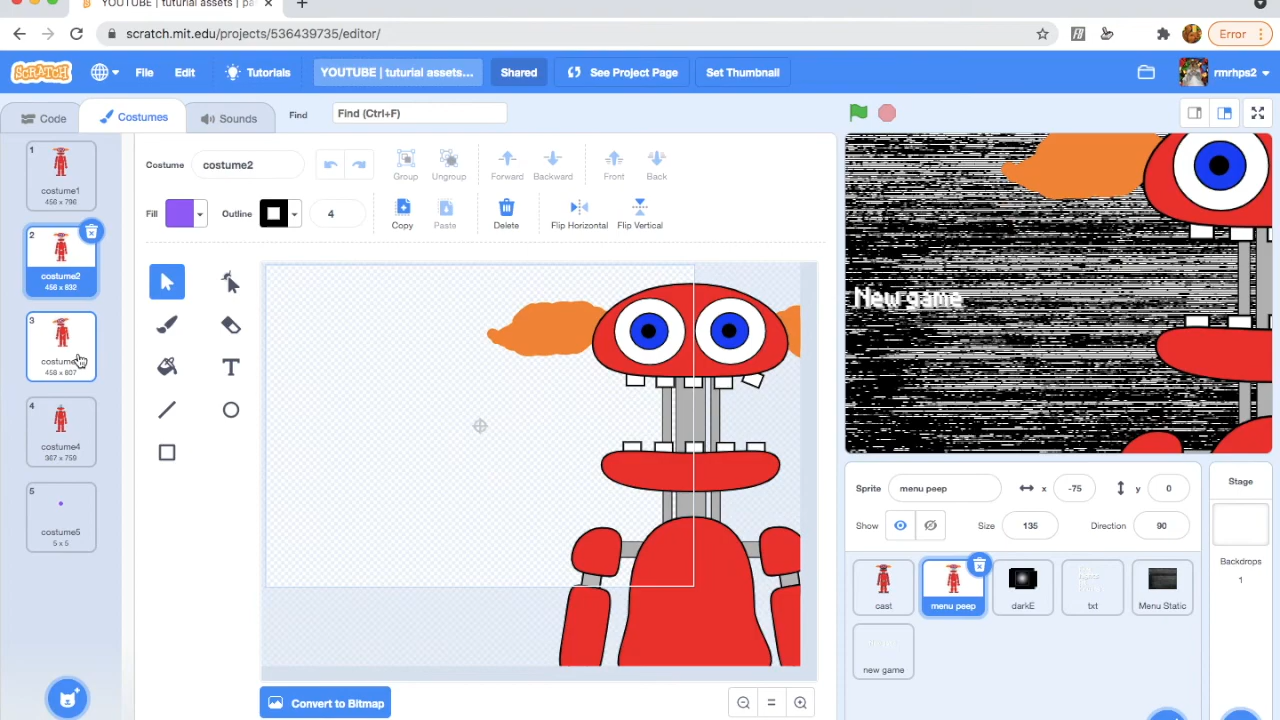 YOUTUBE | tuturial assets | pa
scratch.mit.edu/projects/536439735/editor/
Error
SCRATCH
File
Edit
Tutorials
YOUTUBE | tuturial assets...
Shared
See Project Page
Set Thumbnail
rmrhps2
Code
Costumes
Sounds
Find
Find (Ctrl+F)
Costume
costume2
Group
Ungroup
Forward
Backward
Front
Back
Fill
Outline
4
Copy
Paste
Delete
Flip Horizontal
Flip Vertical
1
costume1
2
costume2
456 x 832
3
458 x 807
4
costume4
367 x 759
5
costume5
5 x 5
T
Convert to Bitmap
New game
Sprite
menu peep
x
-75
y
0
Show
Size
135
Direction
90
Stage
Backdrops
1
cast
menu peep
darkE
txt
Menu Static
new game